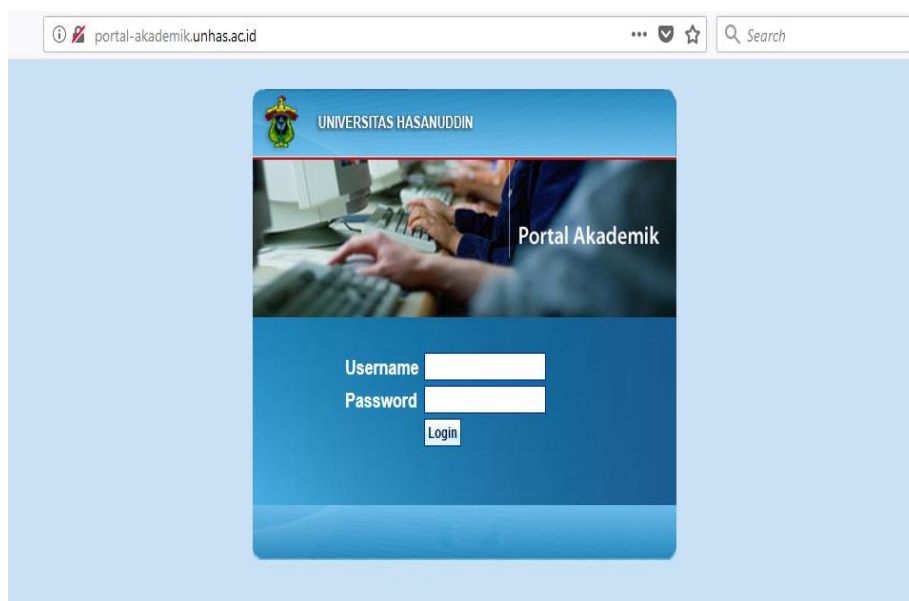 portal-akademik.unhas.ac.id
Search
UNIVERSITAS HASANUDDIN
Portal Akademik
Username
Password
Login